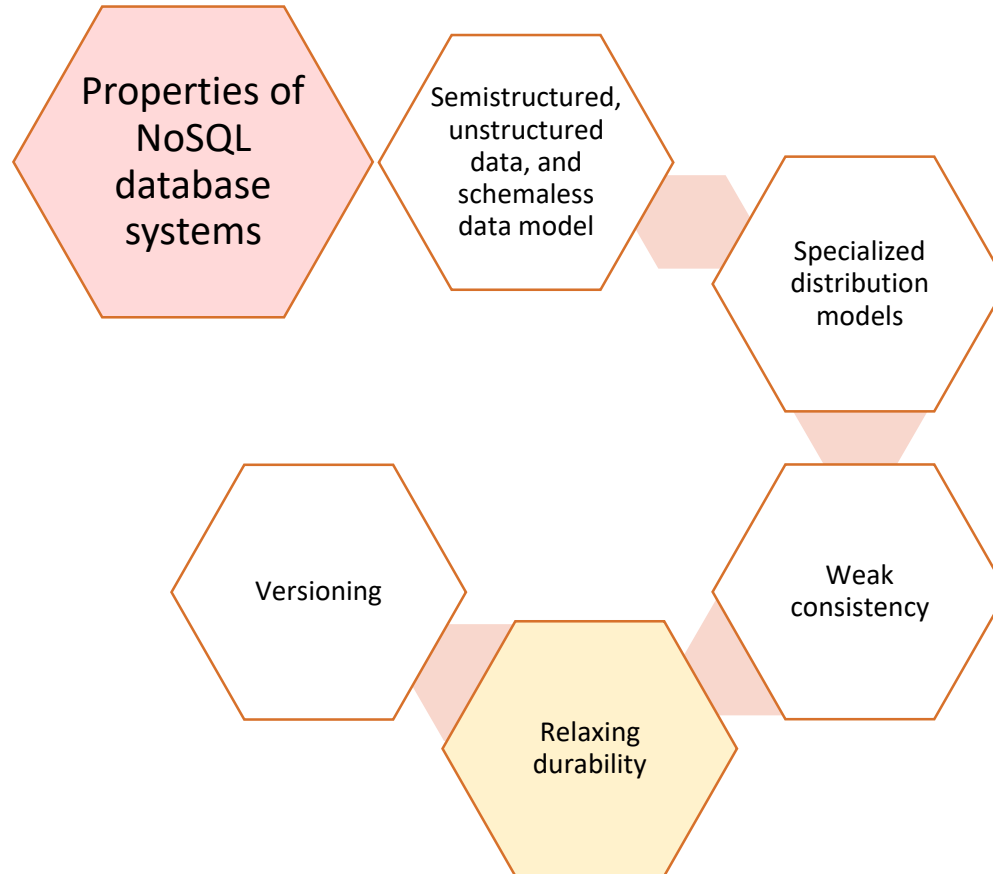 Properties of
NoSQL
database
systems
Semistructured,
unstructured
data, and
schemaless
data model
Specialized
distribution
models
Weak
consistency
Relaxing
durability
Versioning